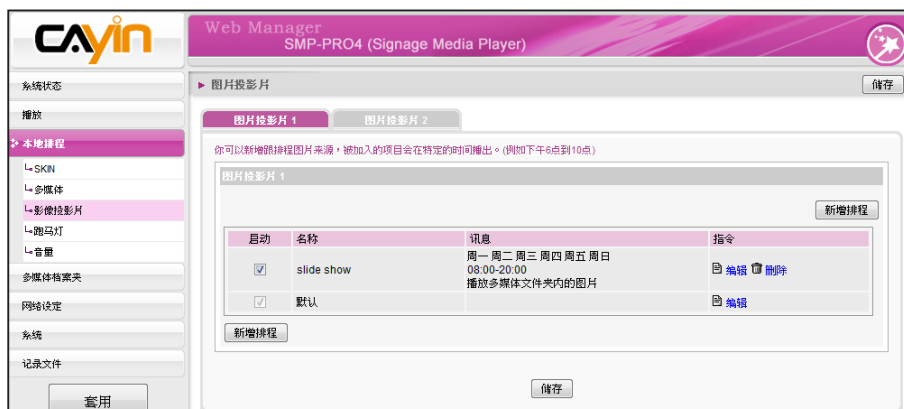 CAYIN
Web Manager
SMP-PRO4 (Signage Media Player)
系统状态
播放
本地排程
SKIN
多媒体
影像投影片
跑马灯
音量
多媒体档案夹
网络设定
系统
记录文件
套用
图片投影片
储存
图片投影片 1
图片投影片 2
你可以新增跟排程图片来源，被加入的项目会在特定的时间播出。(例如下午6点到10点)
图片投影片 1
新增排程
启动 名称 讯息 指令
slide show
周一 周二 周三 周四 周五 周日
08:00-20:00
播放多媒体文件夹内的图片
编辑 删除
默认 编辑
新增排程
储存